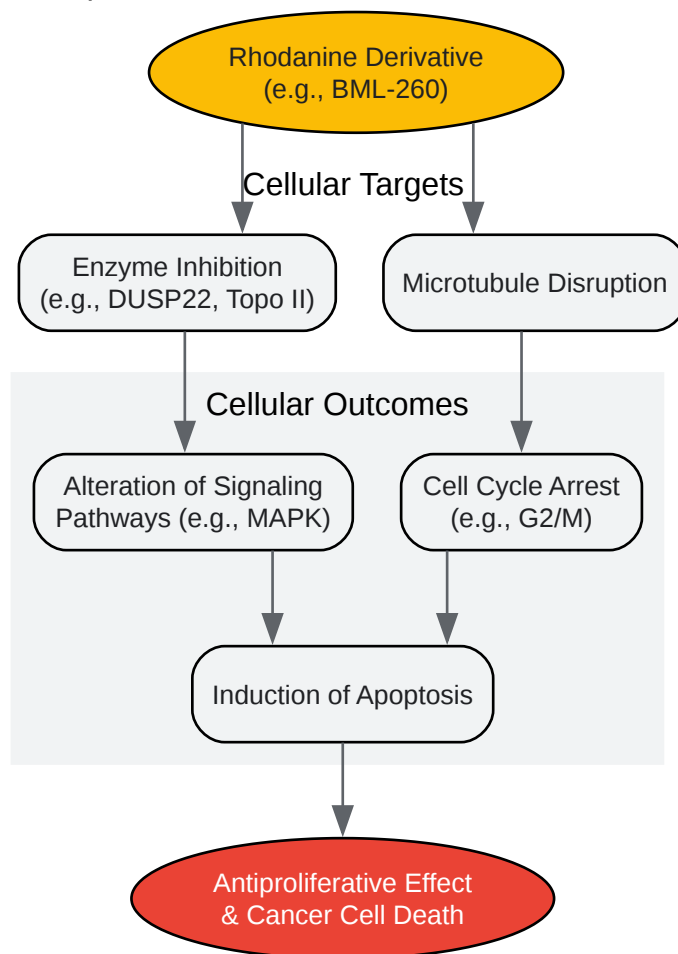 Rhodanine Derivative
(e.g., BML-260)
Cellular Targets
Enzyme Inhibition
(e.g., DUSP22, Topo II)
Microtubule Disruption
Cellular Outcomes
Alteration of Signaling
Pathways (e.g., MAPK)
Cell Cycle Arrest
(e.g., G2/M)
Induction of Apoptosis
Antiproliferative Effect
& Cancer Cell Death